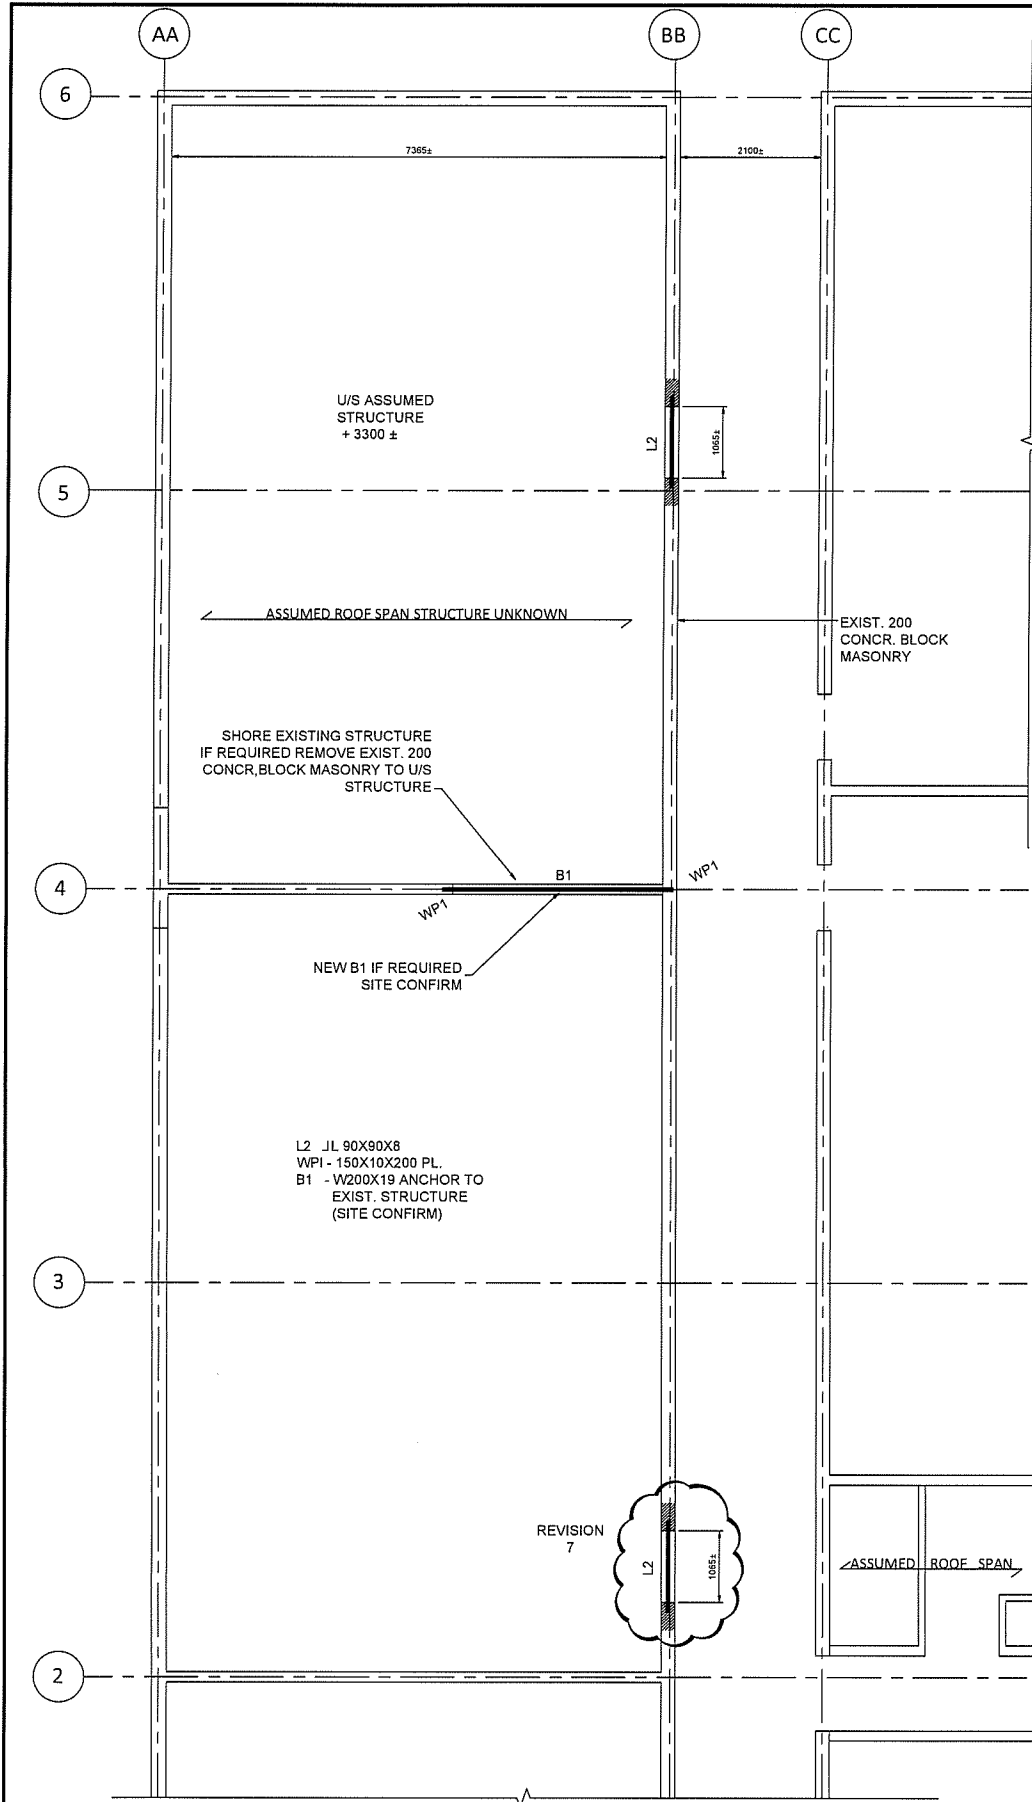 AA
BB
CC
6
7365±
2100±
U/S ASSUMED
STRUCTURE
+ 3300 ±
L2
1065±
5
ASSUMED ROOF SPAN STRUCTURE UNKNOWN
EXIST. 200
CONCR. BLOCK
MASONRY
SHORE EXISTING STRUCTURE
IF REQUIRED REMOVE EXIST. 200
CONCR,BLOCK MASONRY TO U/S
STRUCTURE
4
B1
WP1
WP1
NEW B1 IF REQUIRED
SITE CONFIRM
L2 JL 90X90X8
WPI - 150X10X200 PL.
B1 - W200X19 ANCHOR TO
EXIST. STRUCTURE
(SITE CONFIRM)
3
REVISION
7
L2
1065±
ASSUMED ROOF SPAN
2